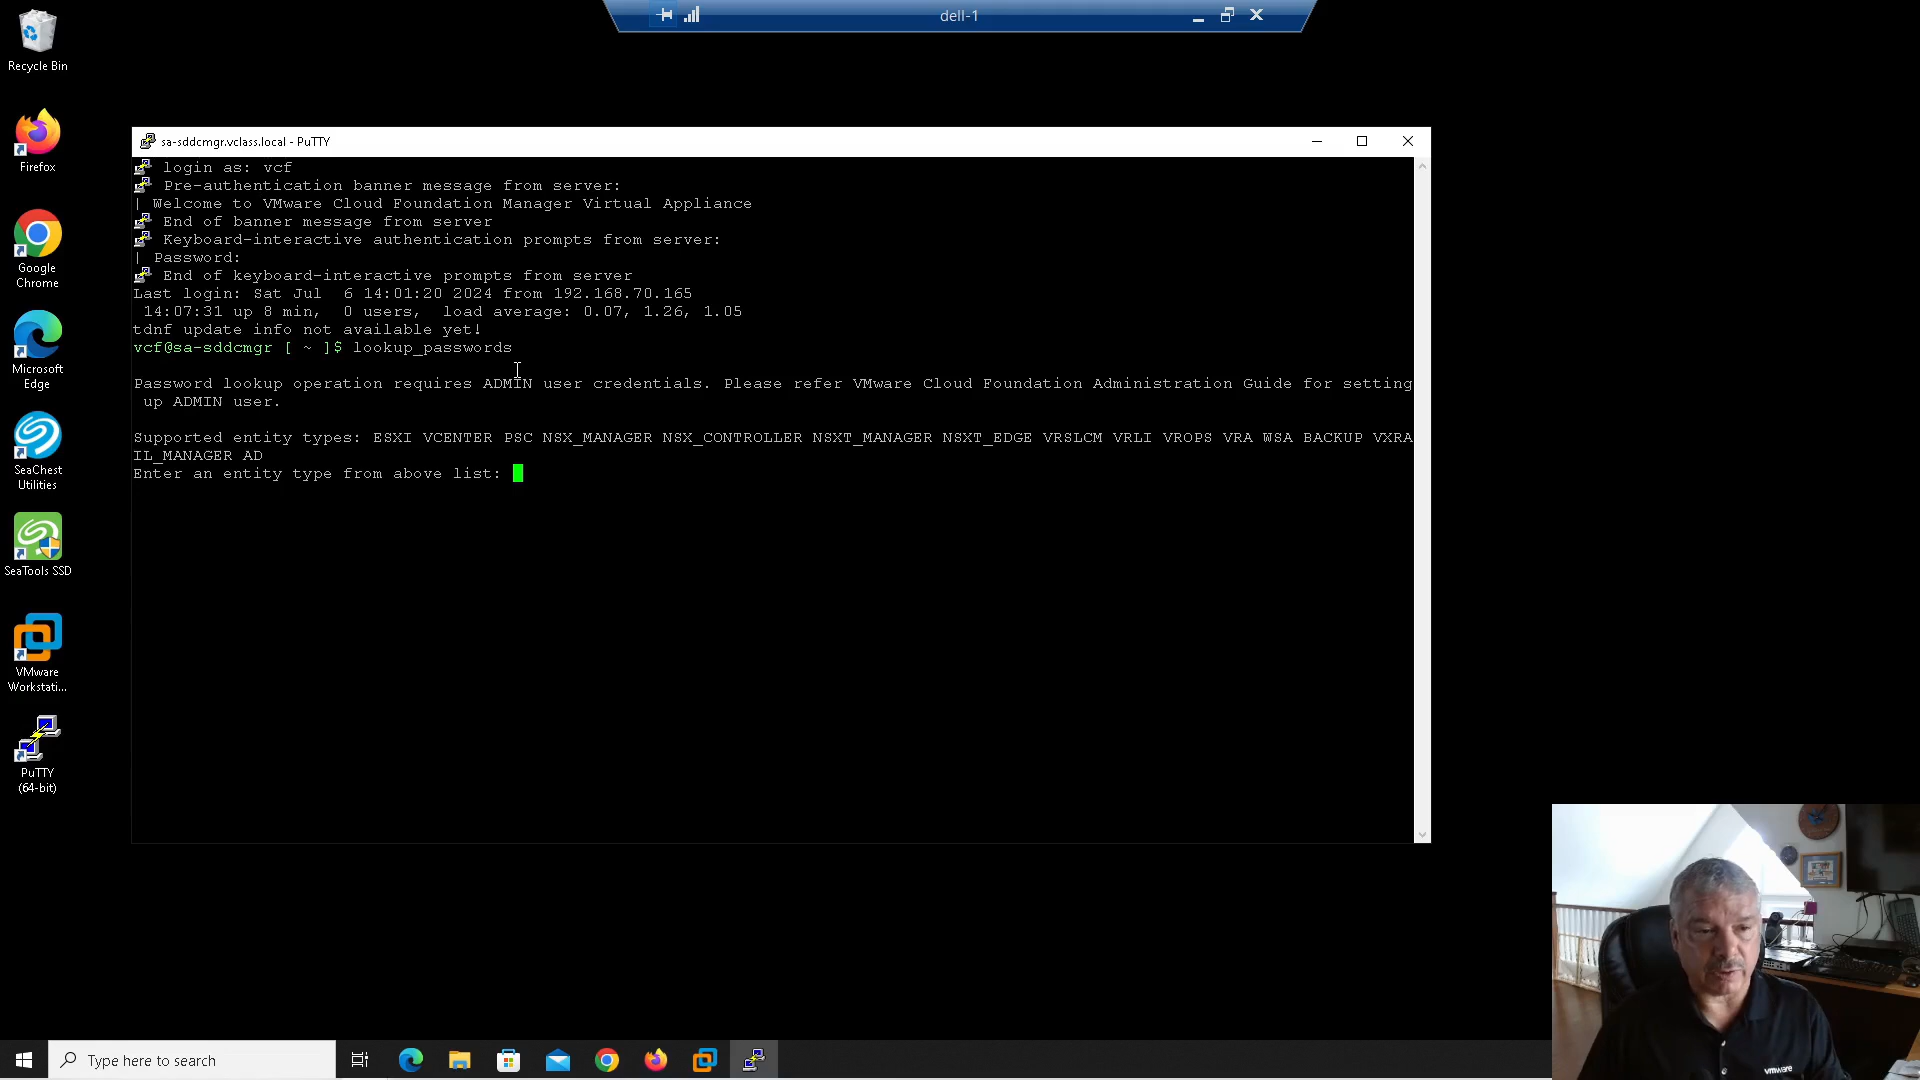 dell-1
Recycle Bin
Firefox
Google
Chrome
Microsoft
Edge
SeaChest
Utilities
SeaTools SSD
VMware
Workstati...
PuTTY
(64-bit)
sa-sddcmgr.vclass.local - PuTTY
login as: vcf
Pre-authentication banner message from server:
| Welcome to VMware Cloud Foundation Manager Virtual Appliance
End of banner message from server
Keyboard-interactive authentication prompts from server:
| Password:
End of keyboard-interactive prompts from server
Last login: Sat Jul  6 14:01:20 2024 from 192.168.70.165
14:07:31 up 8 min,  0 users,  load average: 0.07, 1.26, 1.05
tdnf update info not available yet!
vcf@sa-sddcmgr [ ~ ]$ lookup_passwords
Password lookup operation requires ADMIN user credentials. Please refer VMware Cloud Foundation Administration Guide for setting
up ADMIN user.
Supported entity types: ESXI VCENTER PSC NSX_MANAGER NSX_CONTROLLER NSXT_MANAGER NSXT_EDGE VRSLCM VRLI VROPS VRA WSA BACKUP VXRA
IL_MANAGER AD
Enter an entity type from above list:
Type here to search
vmware